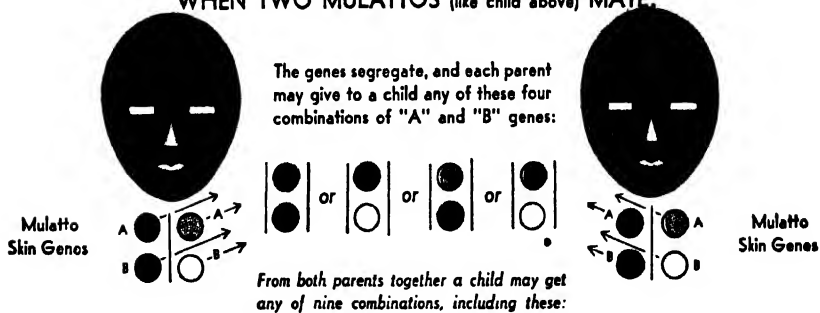 WHEN TWO MULATTOS (like child above) MATE:
The genes segregate, and each parent
may give to a child any of these four
combinations of "A" and "B" genes:
or or or
Mulatto
Skin Genes
A A
B B
A A
B B
Mulatto
Skin Genes
From both parents together a child may get
any of nine combinations, including these: